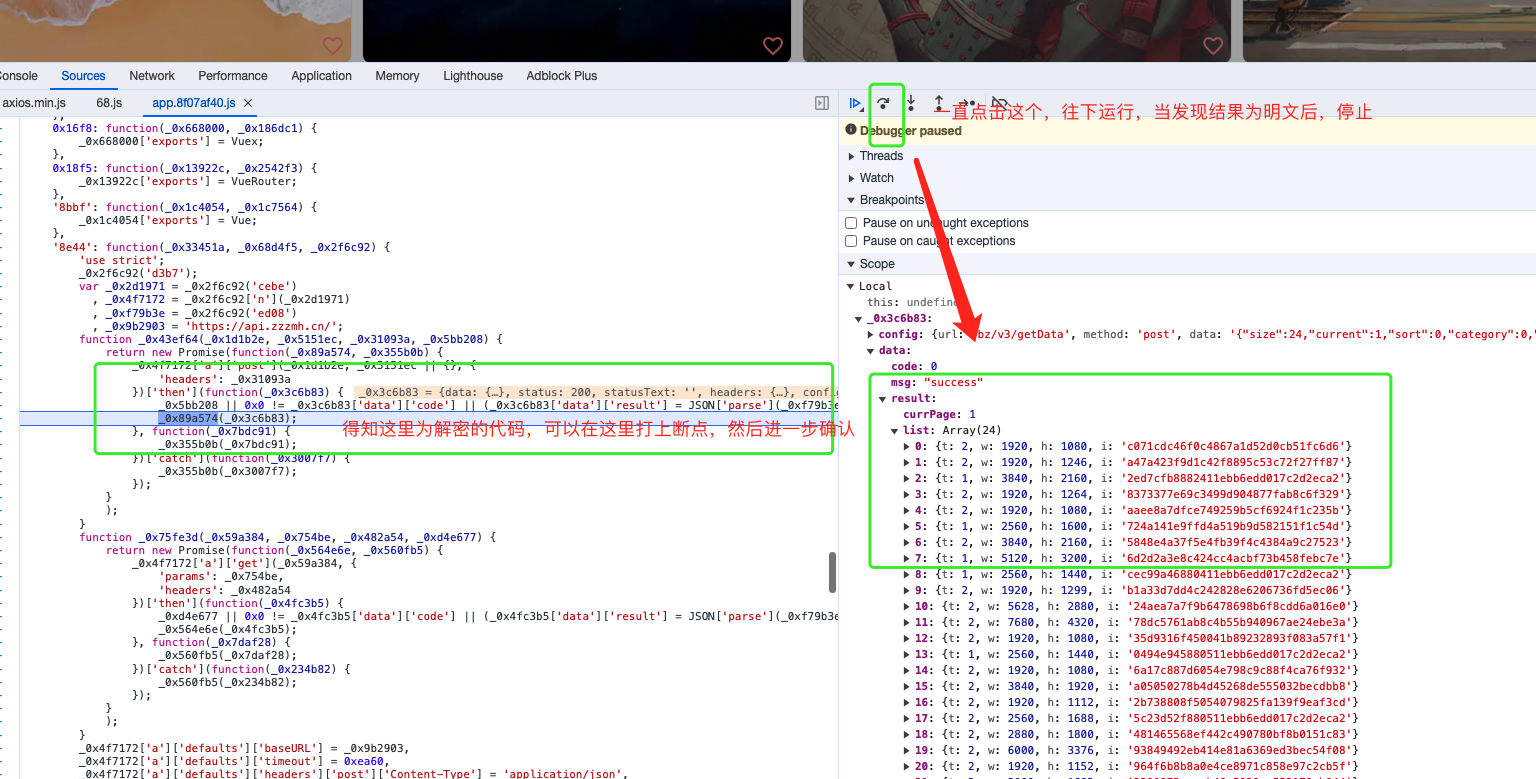 Console Sources Network Performance Application Memory Lighthouse Adblock Plus
axios.min.js 68.js app.8f07af40.js ×
0x16f8: function(_0x668000, _0x186dc1) {
_0x668000['exports'] = Vuex;
},
0x18f5: function(_0x13922c, _0x2542f3) {
_0x13922c['exports'] = VueRouter;
},
'8bbf': function(_0x1c4054, _0x1c7564) {
_0x1c4054['exports'] = Vue;
},
'8e44': function(_0x33451a, _0x68d4f5, _0x2f6c92) {
'use strict';
_0x2f6c92('d3b7');
var _0x2d1971 = _0x2f6c92('cebe')
, _0x4f7172 = _0x2f6c92['n'](_0x2d1971)
, _0xf79b3e = _0x2f6c92('ed08')
, _0x9b2903 = 'https://api.zzzmh.cn/';
function _0x43ef64(_0x1d1b2e, _0x5151ec, _0x31093a, _0x5bb208) {
return new Promise(function(_0x89a574, _0x355b0b) {
_0x4f7172['a']['post'](_0x1d1b2e, _0x5151ec || {}, {
'headers': _0x31093a
})['then'](function(_0x3c6b83) { _0x3c6b83 = {data: {…}, status: 200, statusText: '', headers: {…}, config
_0x5bb208 || 0x0 != _0x3c6b83['data']['code'] || (_0x3c6b83['data']['result'] = JSON['parse'](_0xf79b3e
_0x89a574(_0x3c6b83);
得知这里为解密的代码，可以在这里打上断点，然后进一步确认
}, function(_0x7bdc91) {
_0x355b0b(_0x7bdc91);
})['catch'](function(_0x3007f7) {
_0x355b0b(_0x3007f7);
});
}
);
}
function _0x75fe3d(_0x59a384, _0x754be, _0x482a54, _0xd4e677) {
return new Promise(function(_0x564e6e, _0x560fb5) {
_0x4f7172['a']['get'](_0x59a384, {
'params': _0x754be,
'headers': _0x482a54
})['then'](function(_0x4fc3b5) {
_0xd4e677 || 0x0 != _0x4fc3b5['data']['code'] || (_0x4fc3b5['data']['result'] = JSON['parse'](_0xf79b3e
_0x564e6e(_0x4fc3b5);
}, function(_0x7daf28) {
_0x560fb5(_0x7daf28);
})['catch'](function(_0x234b82) {
_0x560fb5(_0x234b82);
});
}
);
}
_0x4f7172['a']['defaults']['baseURL'] = _0x9b2903,
_0x4f7172['a']['defaults']['timeout'] = 0xea60,
_0x4f7172['a']['defaults']['headers']['post']['Content-Type'] = 'application/json',
一直点击这个，往下运行，当发现结果为明文后，停止
Debugger paused
Threads
Watch
Breakpoints
Pause on uncaught exceptions
Pause on caught exceptions
Scope
Local
this: undefined
_0x3c6b83:
config: {url: 'bz/v3/getData', method: 'post', data: '{"size":24,"current":1,"sort":0,"category":0,
data:
code: 0
msg: "success"
result:
currPage: 1
list: Array(24)
0: {t: 2, w: 1920, h: 1080, i: 'c071cdc46f0c4867a1d52d0cb51fc6d6'}
1: {t: 2, w: 1920, h: 1246, i: 'a47a423f9d1c42f8895c53c72f27ff87'}
2: {t: 1, w: 3840, h: 2160, i: '2ed7cfb8882411ebb6edd017c2d2eca2'}
3: {t: 2, w: 1920, h: 1264, i: '8373377e69c3499d904877fab8c6f329'}
4: {t: 2, w: 1920, h: 1080, i: 'aaee8a7dfce749259b5cf6924f1c235b'}
5: {t: 1, w: 2560, h: 1600, i: '724a141e9ffd4a519b9d582151f1c54d'}
6: {t: 2, w: 3840, h: 2160, i: '5848e4a37f5e4fb39f4c4384a9c27523'}
7: {t: 1, w: 5120, h: 3200, i: '6d2d2a3e8c424cc4acbf73b458febc7e'}
8: {t: 1, w: 2560, h: 1440, i: 'cec99a46880411ebb6edd017c2d2eca2'}
9: {t: 2, w: 1920, h: 1299, i: 'b1a33d7dd4c242828e6206736fd5ec06'}
10: {t: 2, w: 5628, h: 2880, i: '24aea7a7f9b6478698b6f8cdd6a016e0'}
11: {t: 2, w: 7680, h: 4320, i: '78dc5761ab8c4b55b940967ae24ebe3a'}
12: {t: 2, w: 1920, h: 1080, i: '35d9316f450041b89232893f083a57f1'}
13: {t: 1, w: 2560, h: 1440, i: '0494e945880511ebb6edd017c2d2eca2'}
14: {t: 2, w: 1920, h: 1080, i: '6a17c887d6054e798c9c88f4ca76f932'}
15: {t: 2, w: 3840, h: 1920, i: 'a05050278b4d45268de555032becdbb8'}
16: {t: 2, w: 1920, h: 1112, i: '2b738808f5054079825fa139f9eaf3cd'}
17: {t: 2, w: 2560, h: 1688, i: '5c23d52f880511ebb6edd017c2d2eca2'}
18: {t: 2, w: 2880, h: 1800, i: '481465568ef442c490780bf8b0151c83'}
19: {t: 2, w: 6000, h: 3376, i: '93849492eb414e81a6369ed3bec54f08'}
20: {t: 2, w: 1920, h: 1152, i: '964f6b8b8a0e4ce8971c858e97c2cb5f'}